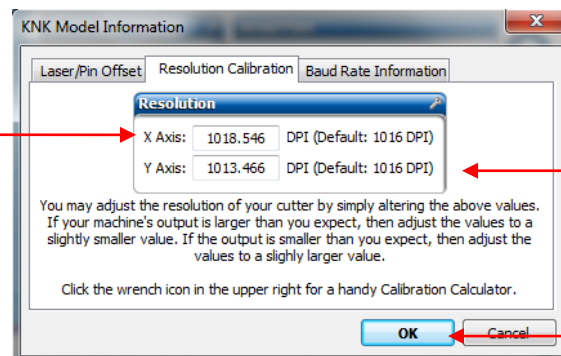 KNK Model Information
Laser/Pin Offset Resolution Calibration Baud Rate Information
Resolution
X Axis: 1018.546 DPI (Default: 1016 DPI)
Y Axis: 1013.466 DPI (Default: 1016 DPI)
You may adjust the resolution of your cutter by simply altering the above values.
If your machine's output is larger than you expect, then adjust the values to a
slightly smaller value. If the output is smaller than you expect, then adjust the
values to a slighly larger value.
Click the wrench icon in the upper right for a handy Calibration Calculator.
OK Cancel